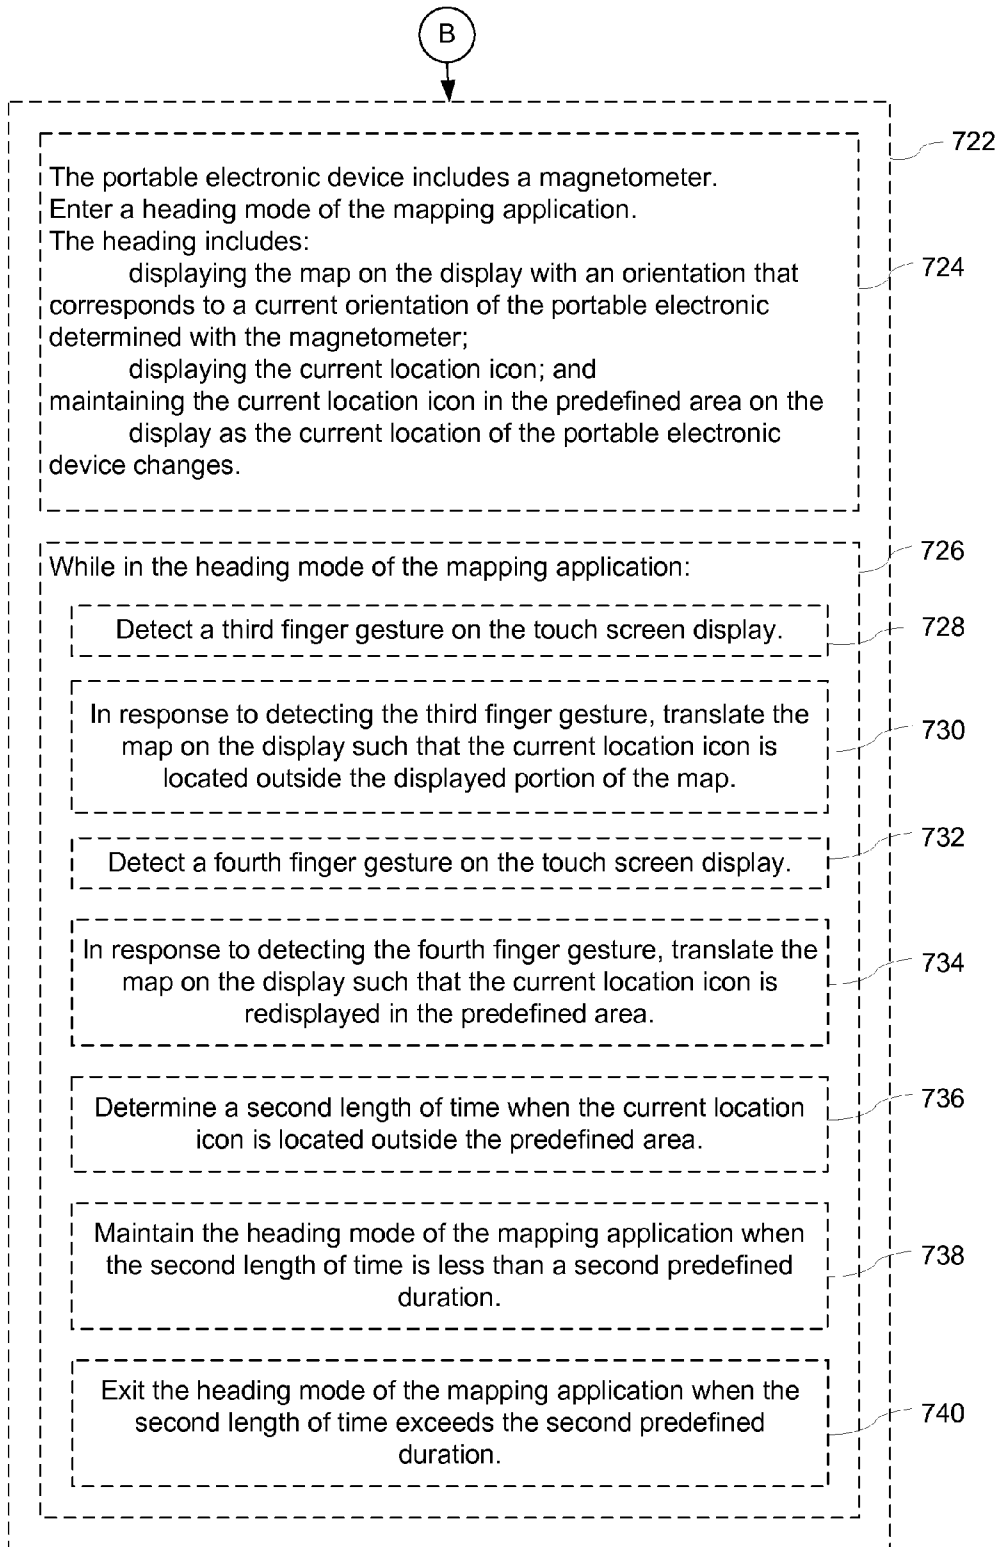 B
722
The portable electronic device includes a magnetometer.
Enter a heading mode of the mapping application.
The heading includes:
displaying the map on the display with an orientation that
corresponds to a current orientation of the portable electronic
determined with the magnetometer;
displaying the current location icon; and
maintaining the current location icon in the predefined area on the
display as the current location of the portable electronic
device changes.
724
726
While in the heading mode of the mapping application:
Detect a third finger gesture on the touch screen display.
728
In response to detecting the third finger gesture, translate the
map on the display such that the current location icon is
located outside the displayed portion of the map.
730
Detect a fourth finger gesture on the touch screen display.
732
In response to detecting the fourth finger gesture, translate the
map on the display such that the current location icon is
redisplayed in the predefined area.
734
Determine a second length of time when the current location
icon is located outside the predefined area.
736
Maintain the heading mode of the mapping application when
the second length of time is less than a second predefined
duration.
738
Exit the heading mode of the mapping application when the
second length of time exceeds the second predefined
duration.
740